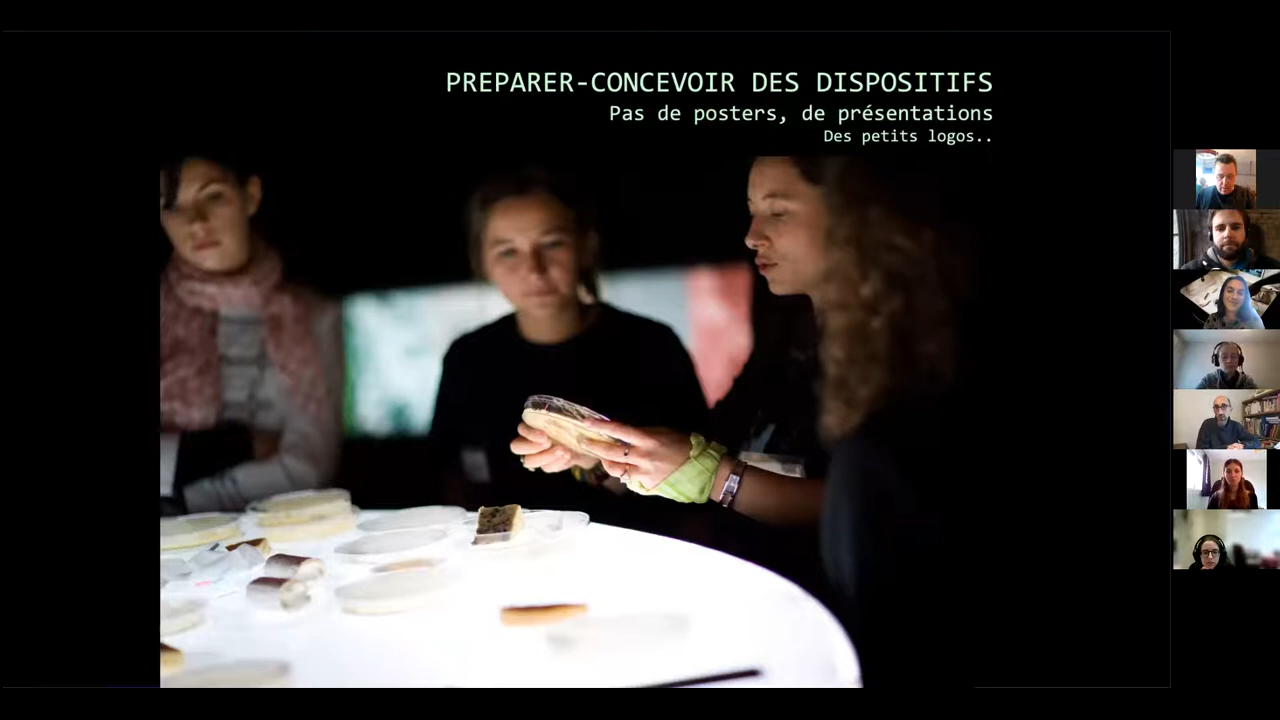 PREPARER-CONCEVOIR DES DISPOSITIFS
Pas de posters, de présentations
Des petits logos..